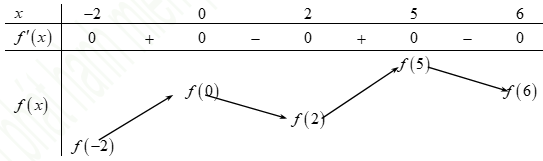 x −2 0 2 5 6
f′(x) 0 + 0 − 0 + 0 − 0
f(5)
f(x) f(0) f(6)
f(2)
f(−2)